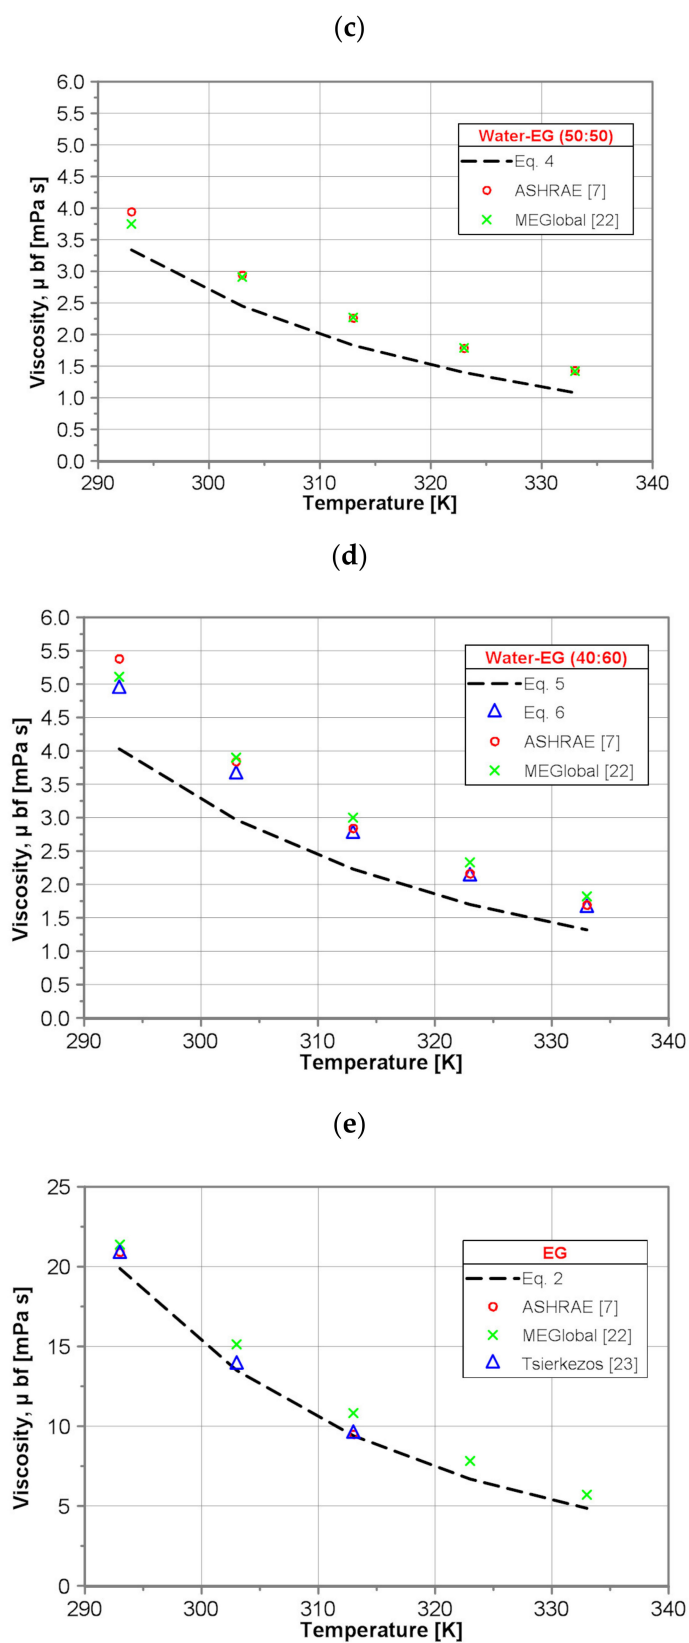 (c)
6.0
5.5
5.0
4.5
4.0
3.5
3.0
2.5
2.0
1.5
1.0
0.5
0.0
Viscosity, μ bf [mPa s]
Water-EG (50:50)
Eq. 4
ASHRAE [7]
MEGlobal [22]
290 300 310 320 330 340
Temperature [K]
(d)
6.0
5.5
5.0
4.5
4.0
3.5
3.0
2.5
2.0
1.5
1.0
0.5
0.0
Viscosity, μ bf [mPa s]
Water-EG (40:60)
Eq. 5
Eq. 6
ASHRAE [7]
MEGlobal [22]
290 300 310 320 330 340
Temperature [K]
(e)
25
20
15
10
5
0
Viscosity, μ bf [mPa s]
EG
Eq. 2
ASHRAE [7]
MEGlobal [22]
Tsierkezos [23]
290 300 310 320 330 340
Temperature [K]